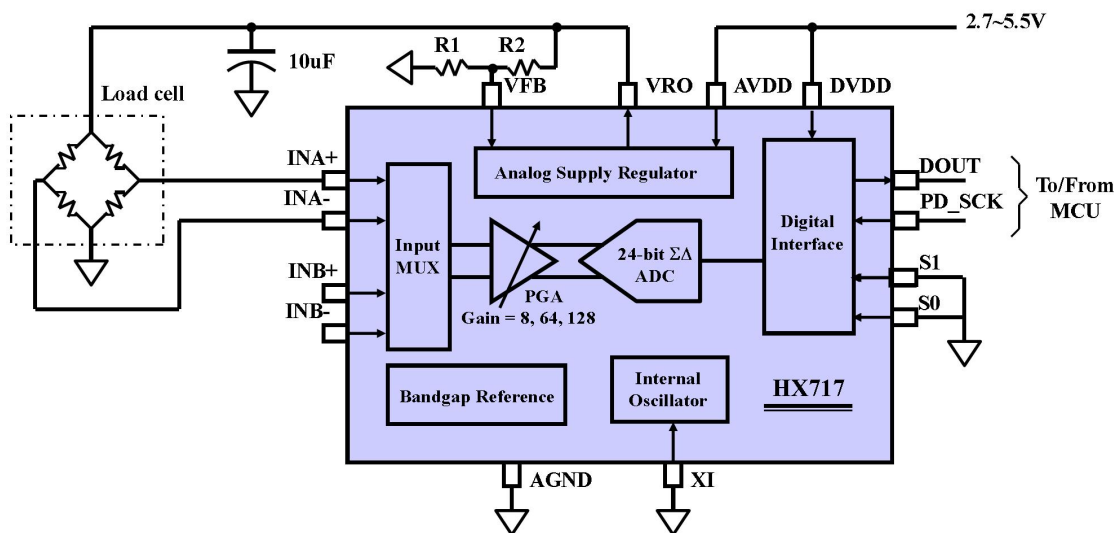 2.7~5.5V
R1
R2
10uF
VFB
VRO
AVDD
DVDD
Load cell
INA+
INA-
INB+
INB-
Analog Supply Regulator
Input
MUX
PGA
Gain = 8, 64, 128
24-bit ΣΔ
ADC
Digital
Interface
DOUT
PD_SCK
To/From
MCU
S1
S0
Bandgap Reference
Internal
Oscillator
HX717
AGND
XI